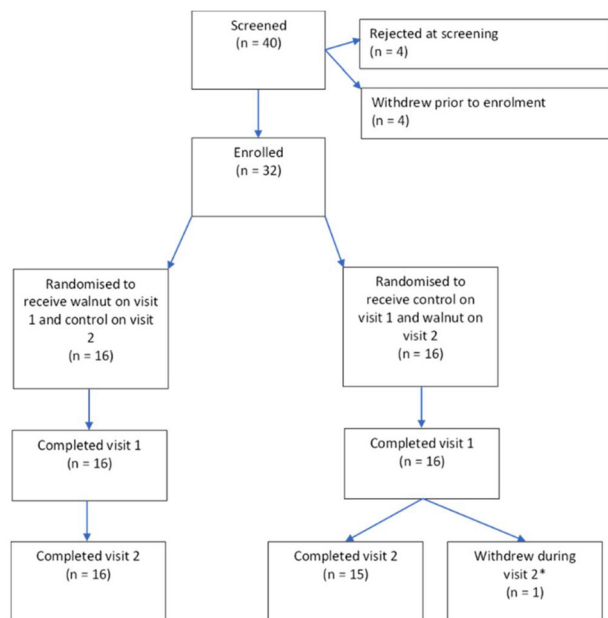 Screened
(n = 40)
Rejected at screening
(n = 4)
Withdrew prior to enrolment
(n = 4)
Enrolled
(n = 32)
Randomised to
receive walnut on visit
1 and control on visit
2
(n = 16)
Randomised to
receive control on
visit 1 and walnut on
visit 2
(n = 16)
Completed visit 1
(n = 16)
Completed visit 1
(n = 16)
Completed visit 2
(n = 16)
Completed visit 2
(n = 15)
Withdrew during
visit 2*
(n = 1)